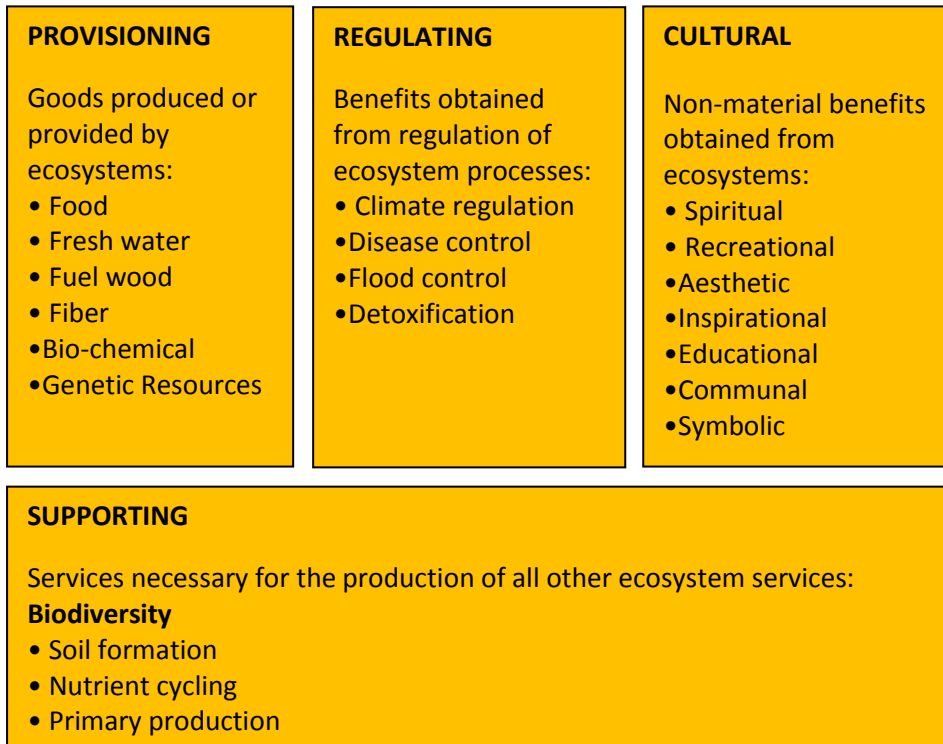 PROVISIONING
Goods produced or
provided by
ecosystems:
• Food
• Fresh water
• Fuel wood
• Fiber
•Bio-chemical
•Genetic Resources
REGULATING
Benefits obtained
from regulation of
ecosystem processes:
• Climate regulation
•Disease control
•Flood control
•Detoxification
CULTURAL
Non-material benefits
obtained from
ecosystems:
• Spiritual
• Recreational
•Aesthetic
•Inspirational
•Educational
•Communal
•Symbolic
SUPPORTING
Services necessary for the production of all other ecosystem services:
Biodiversity
• Soil formation
• Nutrient cycling
• Primary production